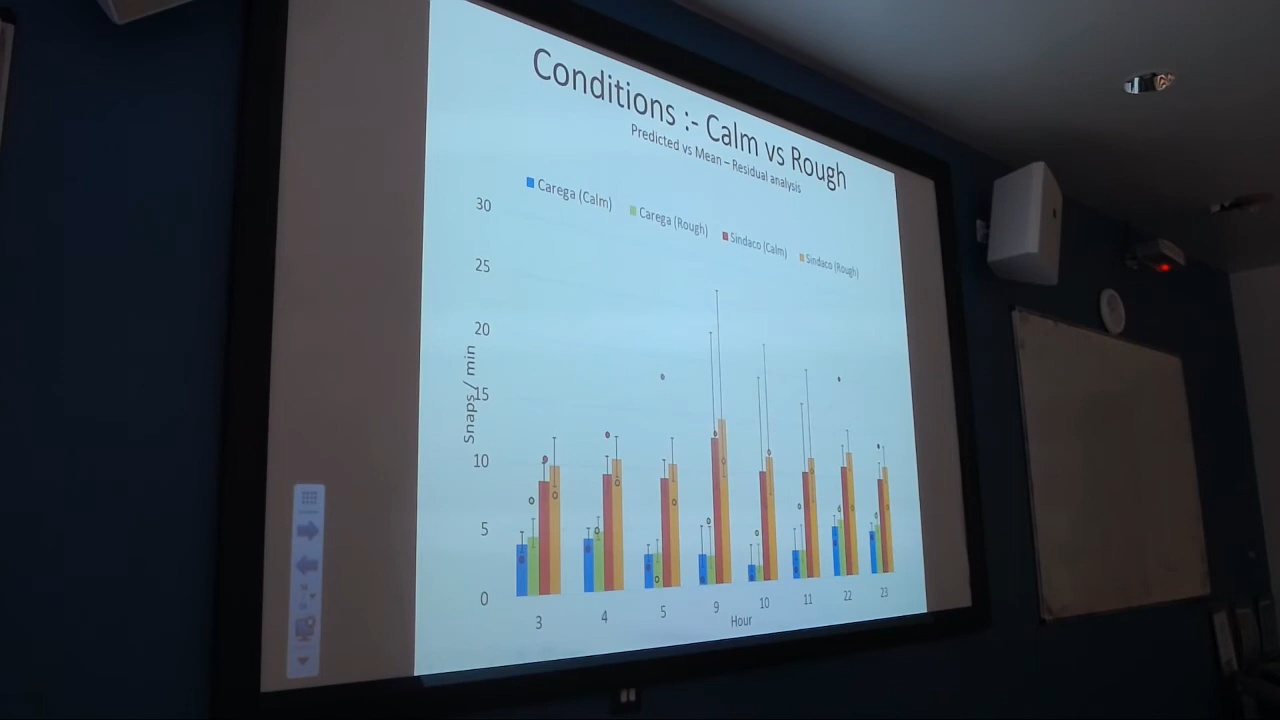 Conditions :- Calm vs Rough
Predicted vs Mean – Residual analysis
Carega (Calm)
Carega (Rough)
Sindaco (Calm)
Sindaco (Rough)
30
25
20
15
10
5
0
Snaps / min
3
4
5
9
10
11
22
23
Hour